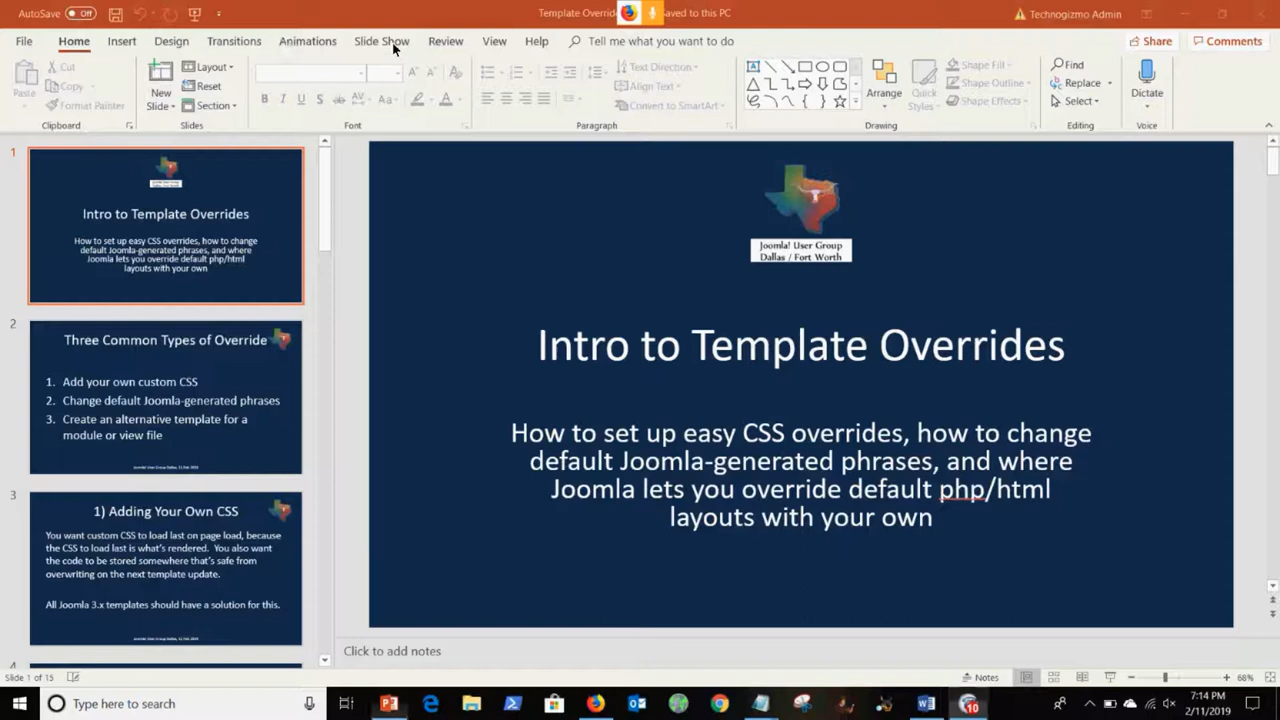 AutoSave Off
Template Overrid
Saved to this PC
Technogizmo Admin
File Home Insert Design Transitions Animations Slide Show Review View Help Tell me what you want to do Share Comments
Paste
Cut
Copy
Format Painter
Clipboard
New
Slide
Layout
Reset
Section
Slides
B I U S ab AV Aa A
Font
Text Direction
Align Text
Convert to SmartArt
Paragraph
Arrange
Quick
Styles
Shape Fill
Shape Outline
Shape Effects
Drawing
Find
Replace
Select
Editing
Dictate
Voice
1
Joomla! User Group
Dallas / Fort Worth
Intro to Template Overrides
How to set up easy CSS overrides, how to change
default Joomla-generated phrases, and where
Joomla lets you override default php/html
layouts with your own
2
Three Common Types of Override
1. Add your own custom CSS
2. Change default Joomla-generated phrases
3. Create an alternative template for a
module or view file
3
1) Adding Your Own CSS
You want custom CSS to load last on page load, because
the CSS to load last is what's rendered. You also want
the code to be stored somewhere that's safe from
overwriting on the next template update.
All Joomla 3.x templates should have a solution for this.
4
Joomla! User Group
Dallas / Fort Worth
Intro to Template Overrides
How to set up easy CSS overrides, how to change
default Joomla-generated phrases, and where
Joomla lets you override default php/html
layouts with your own
Click to add notes
Slide 1 of 15
Notes
68%
Type here to search
10
7:14 PM
2/11/2019